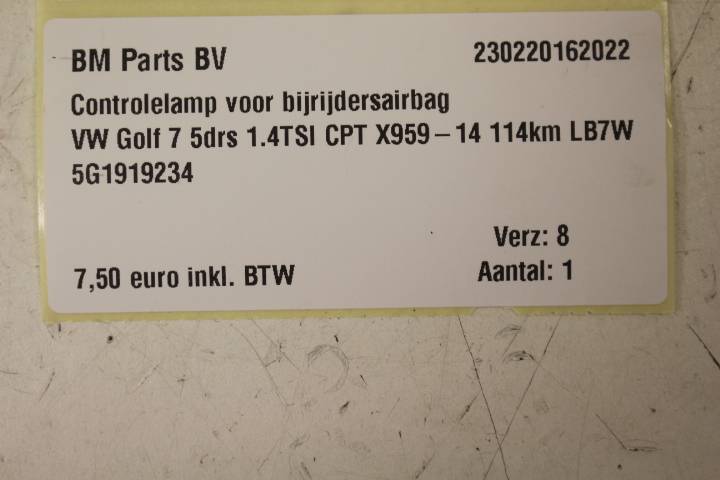 BM Parts BV 230220162022
Controlelamp voor bijrijdersairbag
VW Golf 7 5drs 1.4TSI CPT X959-14 114km LB7W
5G1919234
Verz: 8
7,50 euro inkl. BTW Aantal: 1